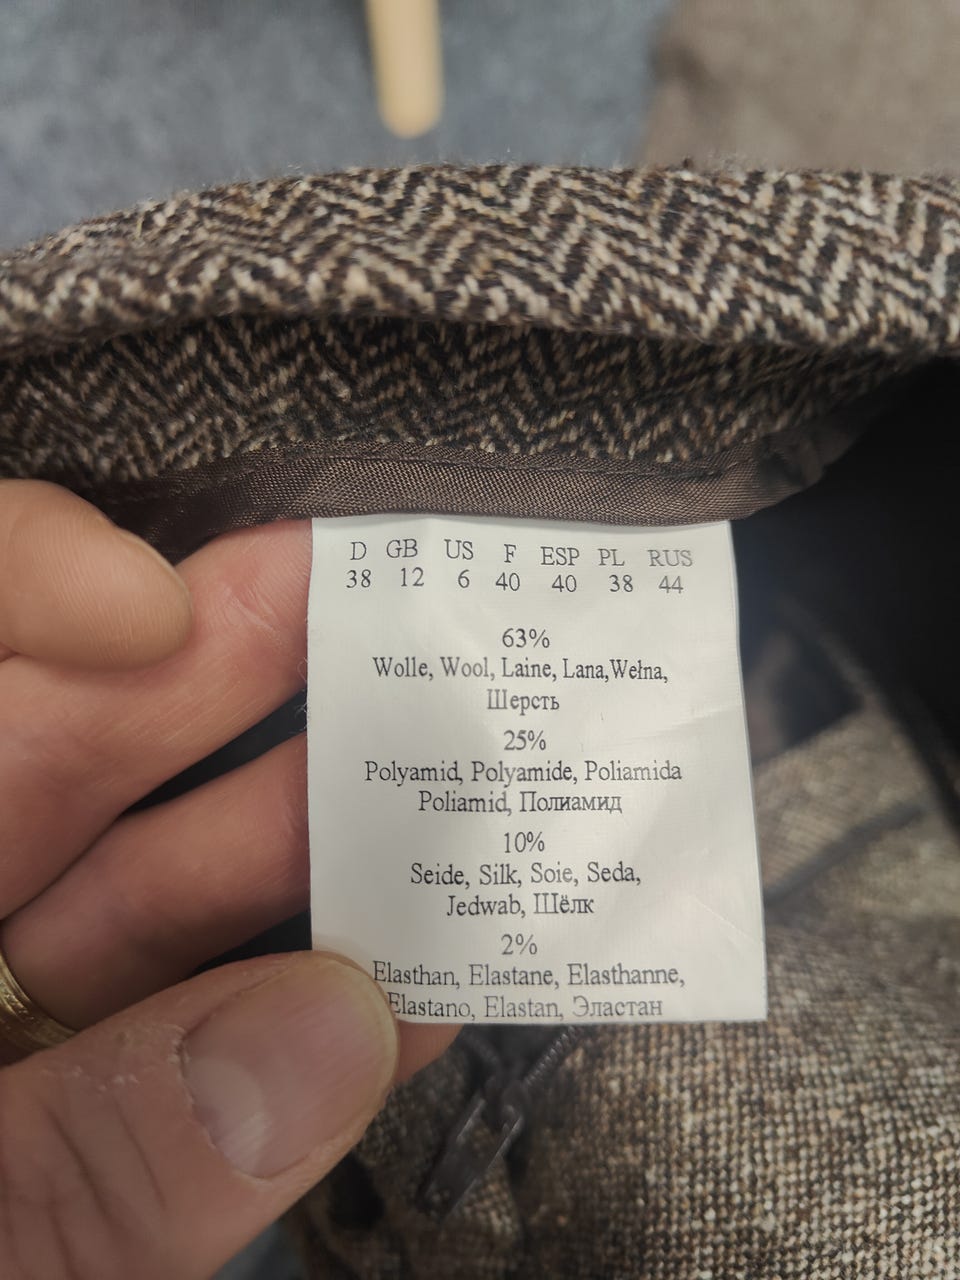 D GB US F ESP PL RUS
38 12 6 40 40 38 44
63%
Wolle, Wool, Laine, Lana,Wełna,
Шерсть
25%
Polyamid, Polyamide, Poliamida
Poliamid, Полиамид
10%
Seide, Silk, Soie, Seda,
Jedwab, Шёлк
2%
Elasthan, Elastane, Elasthanne,
Elastano, Elastan, Эластан